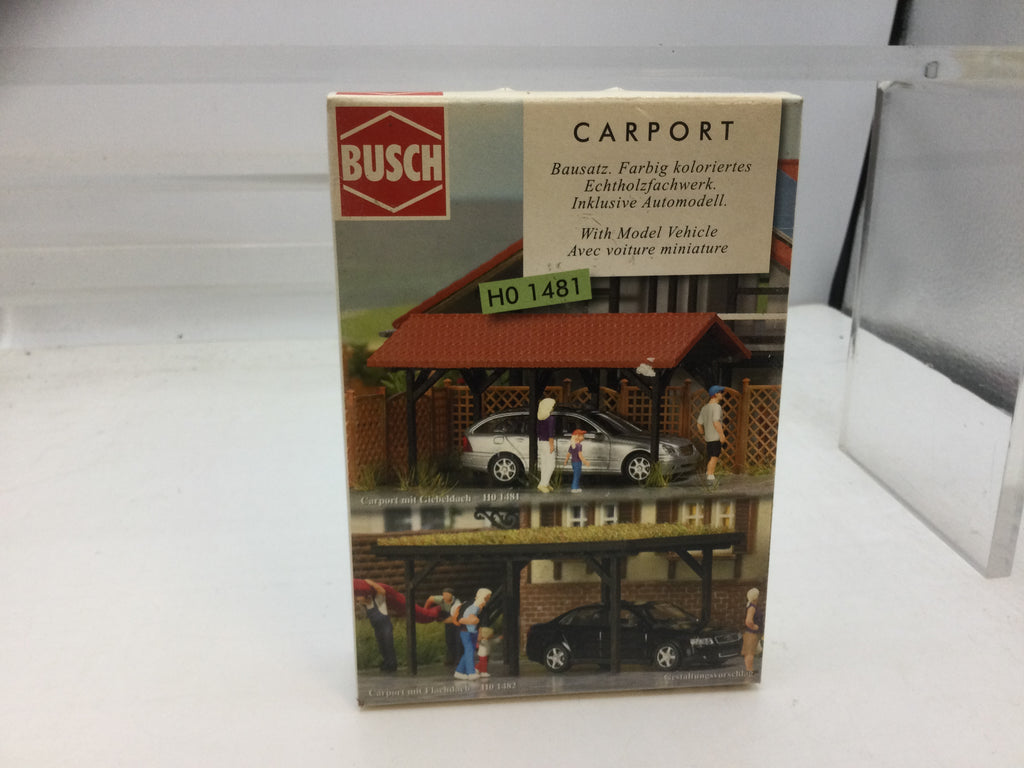 BUSCH
CARPORT
Bausatz. Farbig koloriertes
Echtholzfachwerk.
Inklusive Automodell.
With Model Vehicle
Avec voiture miniature
H0 1481
Carport mit Giebeldach H0 1481
Carport mit Flachdach H0 1482
Gestaltungsvorschlag